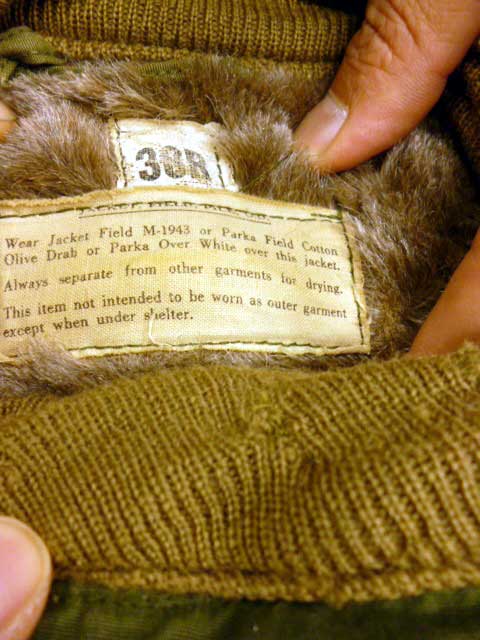 36R
Wear Jacket Field M-1943 or Parka Field Cotton
Olive Drab or Parka Over White over this jacket.
Always separate from other garments for drying.
This item not intended to be worn as outer garment
except when under shelter.